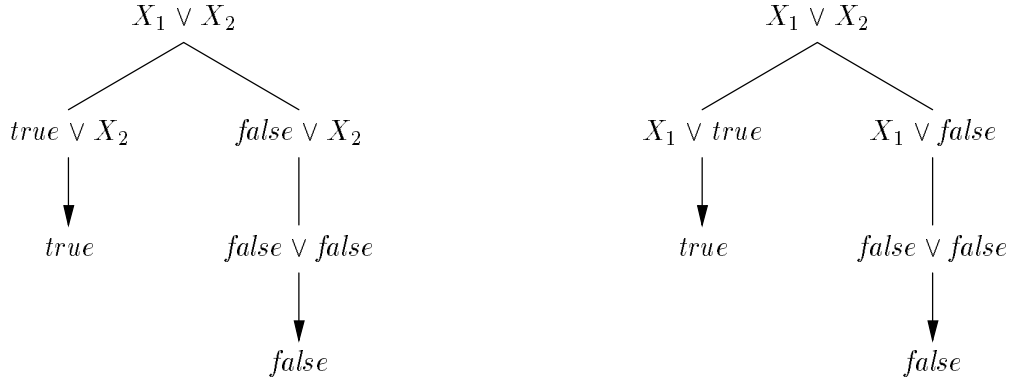 X₁ ∨ X₂
true ∨ X₂ false ∨ X₂
true false ∨ false
false
X₁ ∨ X₂
X₁ ∨ true X₁ ∨ false
true false ∨ false
false